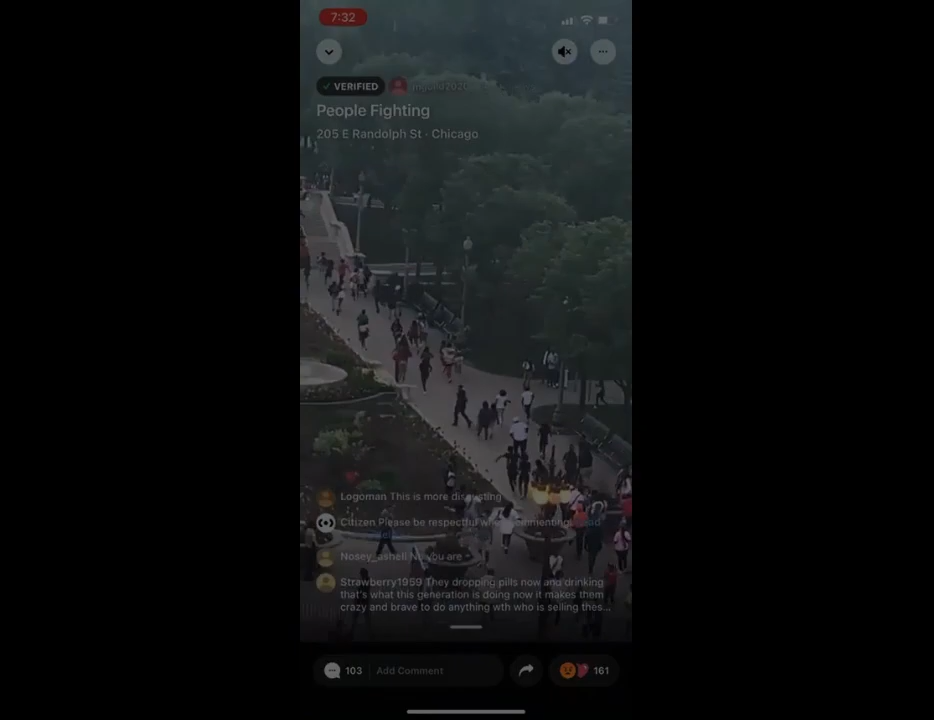 7:32
VERIFIED
People Fighting
205 E Randolph St · Chicago
Logoman This is more disgusting
Citizen Please be respectful when commenting.
Nosey_ashell No you are
Strawberry1959 They dropping pills now and drinking
that's what this generation is doing now it makes them
crazy and brave to do anything wth who is selling thes...
103 Add Comment 161